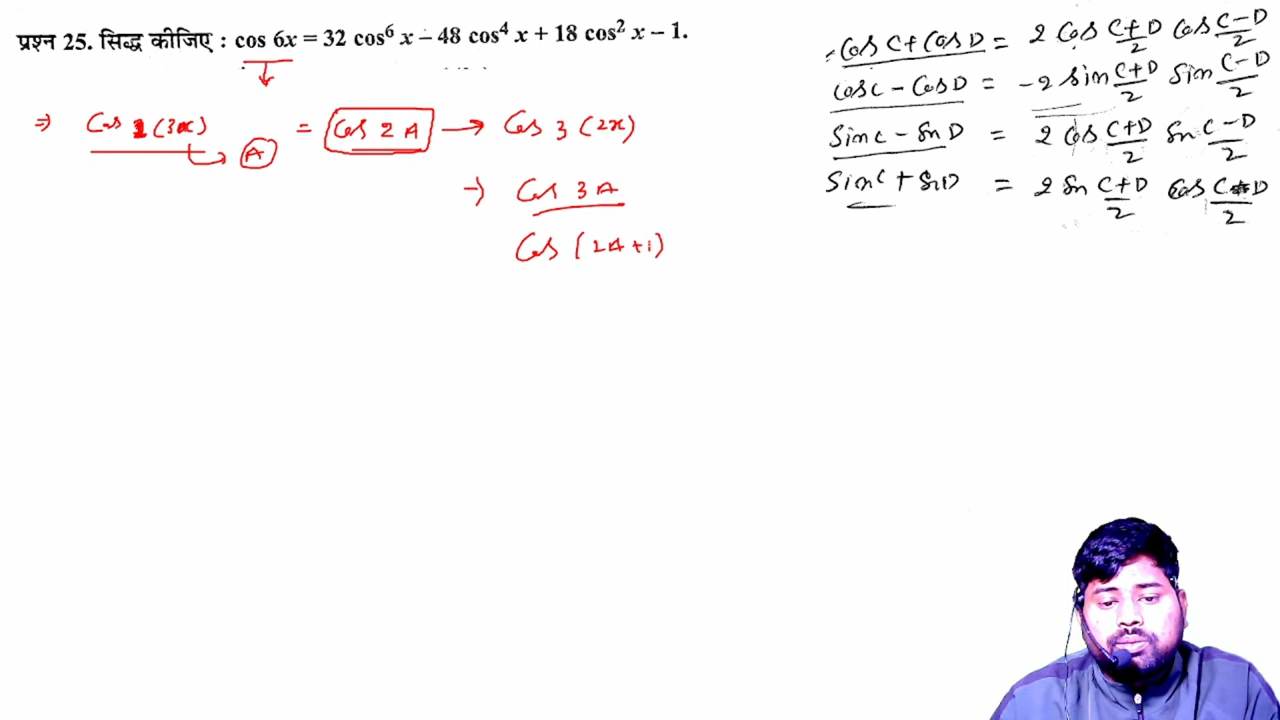 प्रश्न 25. सिद्ध कीजिए : cos 6x = 32 cos⁶ x – 48 cos⁴ x + 18 cos² x – 1.
⇒ Cos 2(3x) = Cos 2A → Cos 3(2x)
A
→ Cos 3A
Cos (2A+1)
Cos C + Cos D = 2 Cos C+D/2 Cos C-D/2
Cos C - Cos D = -2 Sin C+D/2 Sin C-D/2
Sin C - Sin D = 2 Cos C+D/2 Sin C-D/2
Sin C + Sin D = 2 Sin C+D/2 Cos C-D/2